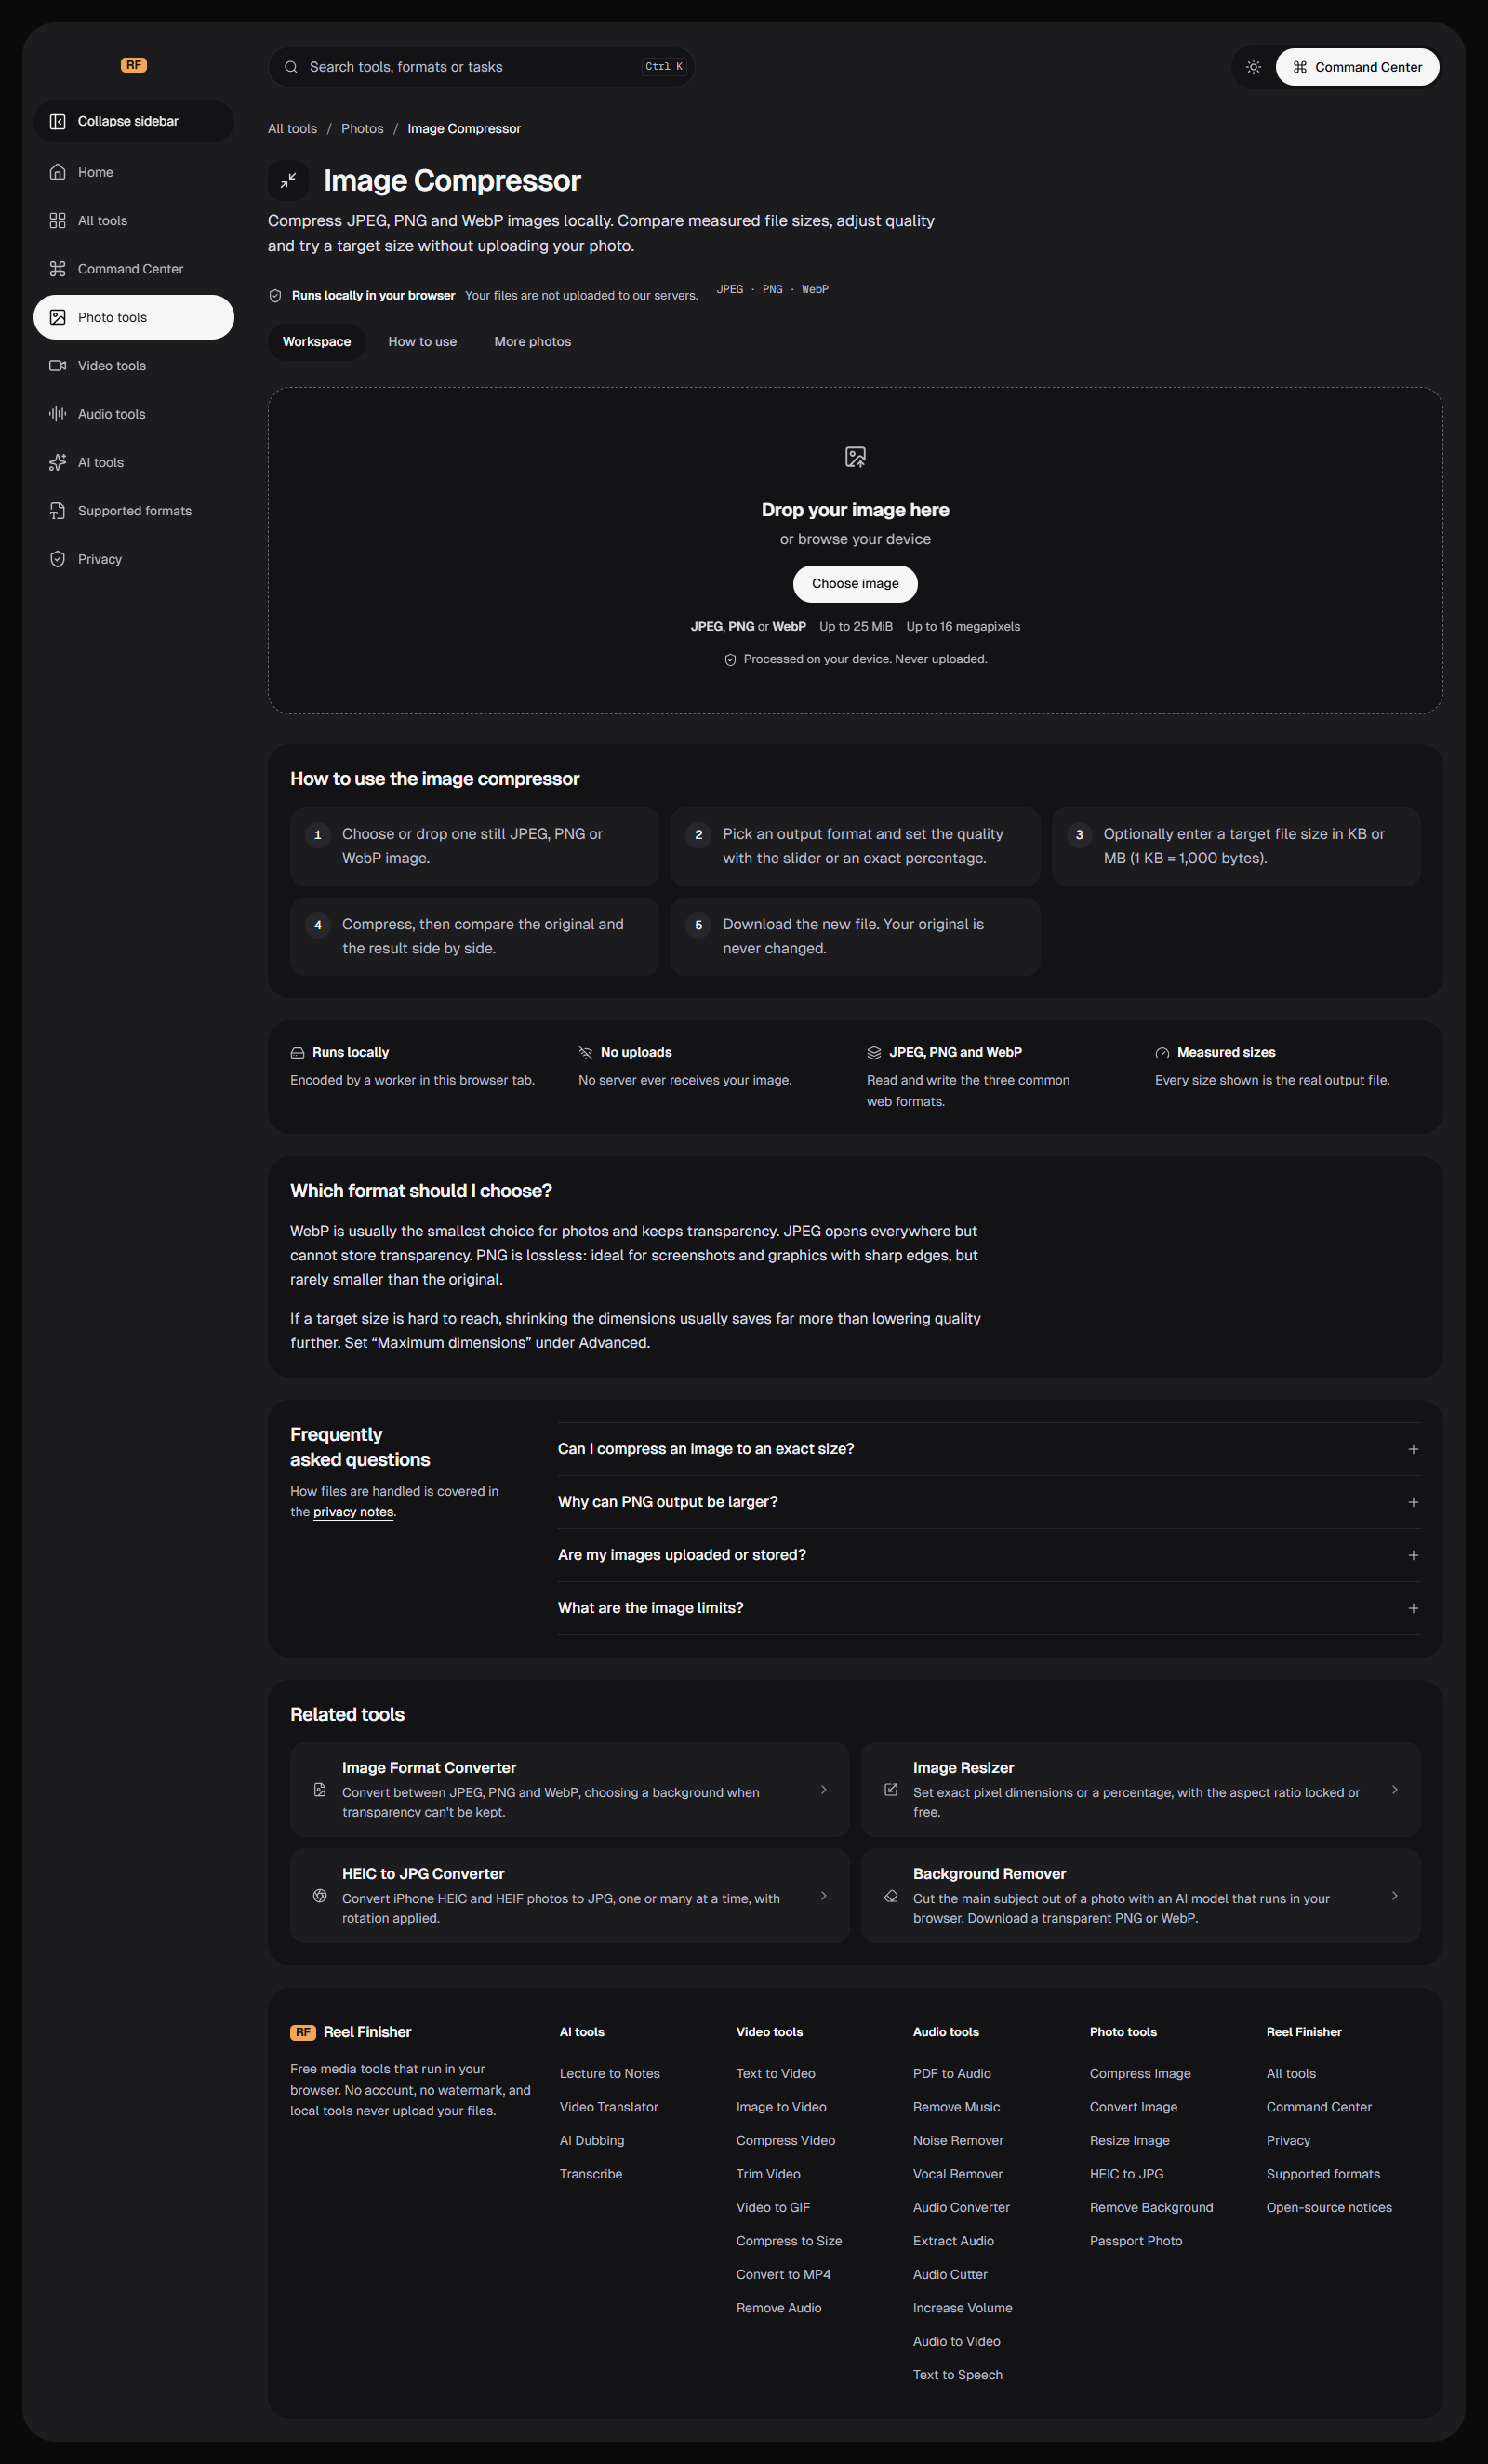 RF
Search tools, formats or tasks
Ctrl K
Command Center
Collapse sidebar
Home
All tools
Command Center
Photo tools
Video tools
Audio tools
AI tools
Supported formats
Privacy
All tools / Photos / Image Compressor
Image Compressor
Compress JPEG, PNG and WebP images locally. Compare measured file sizes, adjust quality
and try a target size without uploading your photo.
Runs locally in your browser Your files are not uploaded to our servers.
JPEG · PNG · WebP
Workspace
How to use
More photos
Drop your image here
or browse your device
Choose image
JPEG, PNG or WebP Up to 25 MiB Up to 16 megapixels
Processed on your device. Never uploaded.
How to use the image compressor
1
Choose or drop one still JPEG, PNG or
WebP image.
2
Pick an output format and set the quality
with the slider or an exact percentage.
3
Optionally enter a target file size in KB or
MB (1 KB = 1,000 bytes).
4
Compress, then compare the original and
the result side by side.
5
Download the new file. Your original is
never changed.
Runs locally
Encoded by a worker in this browser tab.
No uploads
No server ever receives your image.
JPEG, PNG and WebP
Read and write the three common
web formats.
Measured sizes
Every size shown is the real output file.
Which format should I choose?
WebP is usually the smallest choice for photos and keeps transparency. JPEG opens everywhere but
cannot store transparency. PNG is lossless: ideal for screenshots and graphics with sharp edges, but
rarely smaller than the original.
If a target size is hard to reach, shrinking the dimensions usually saves far more than lowering quality
further. Set “Maximum dimensions” under Advanced.
Frequently
asked questions
How files are handled is covered in
the privacy notes.
Can I compress an image to an exact size?
Why can PNG output be larger?
Are my images uploaded or stored?
What are the image limits?
Related tools
Image Format Converter
Convert between JPEG, PNG and WebP, choosing a background when
transparency can't be kept.
Image Resizer
Set exact pixel dimensions or a percentage, with the aspect ratio locked or
free.
HEIC to JPG Converter
Convert iPhone HEIC and HEIF photos to JPG, one or many at a time, with
rotation applied.
Background Remover
Cut the main subject out of a photo with an AI model that runs in your
browser. Download a transparent PNG or WebP.
RF Reel Finisher
Free media tools that run in your
browser. No account, no watermark, and
local tools never upload your files.
AI tools
Lecture to Notes
Video Translator
AI Dubbing
Transcribe
Video tools
Text to Video
Image to Video
Compress Video
Trim Video
Video to GIF
Compress to Size
Convert to MP4
Remove Audio
Audio tools
PDF to Audio
Remove Music
Noise Remover
Vocal Remover
Audio Converter
Extract Audio
Audio Cutter
Increase Volume
Audio to Video
Text to Speech
Photo tools
Compress Image
Convert Image
Resize Image
HEIC to JPG
Remove Background
Passport Photo
Reel Finisher
All tools
Command Center
Privacy
Supported formats
Open-source notices